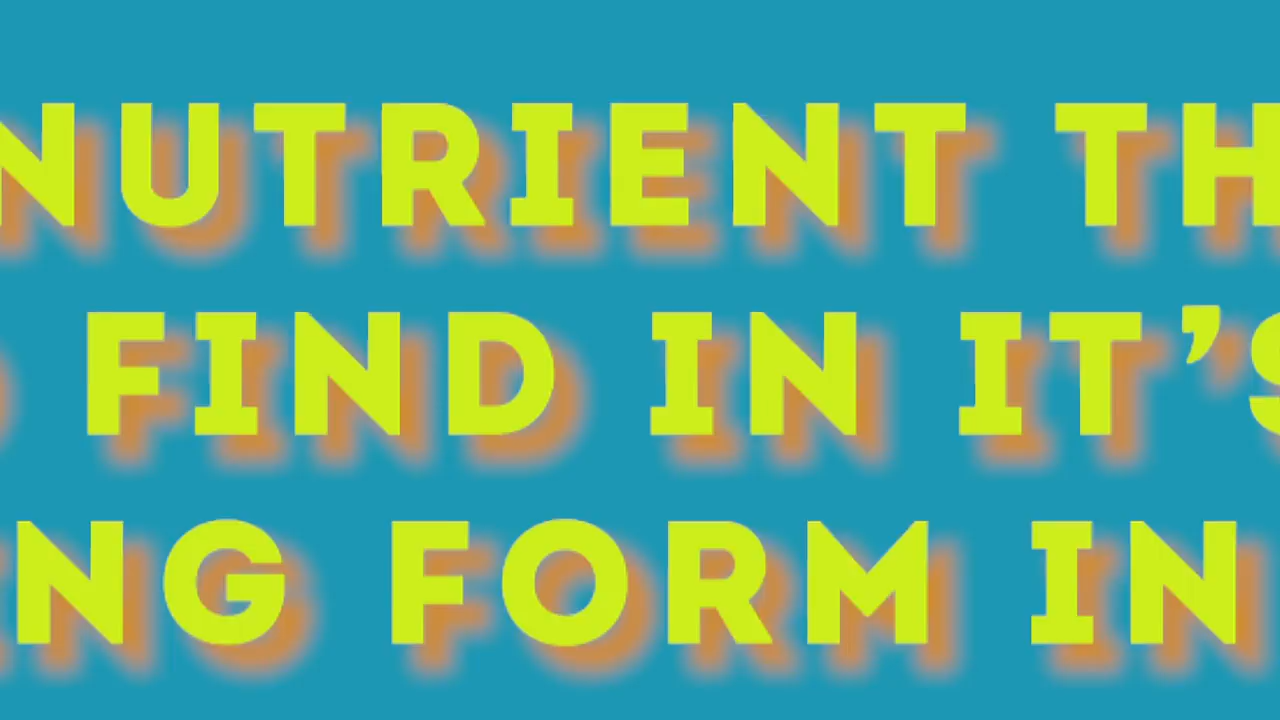 NUTRIENT TH
FIND IN IT’S
NG FORM IN